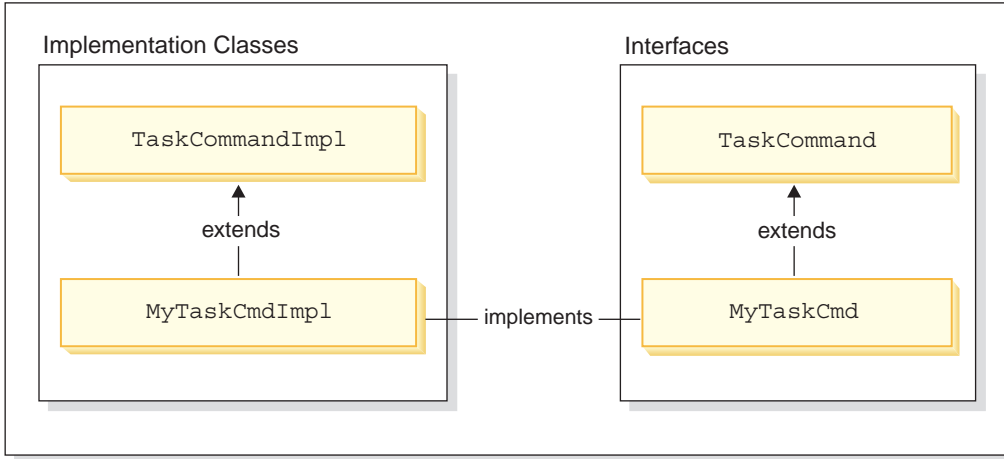 Implementation Classes
Interfaces
TaskCommandImpl
TaskCommand
extends
extends
MyTaskCmdImpl
implements
MyTaskCmd